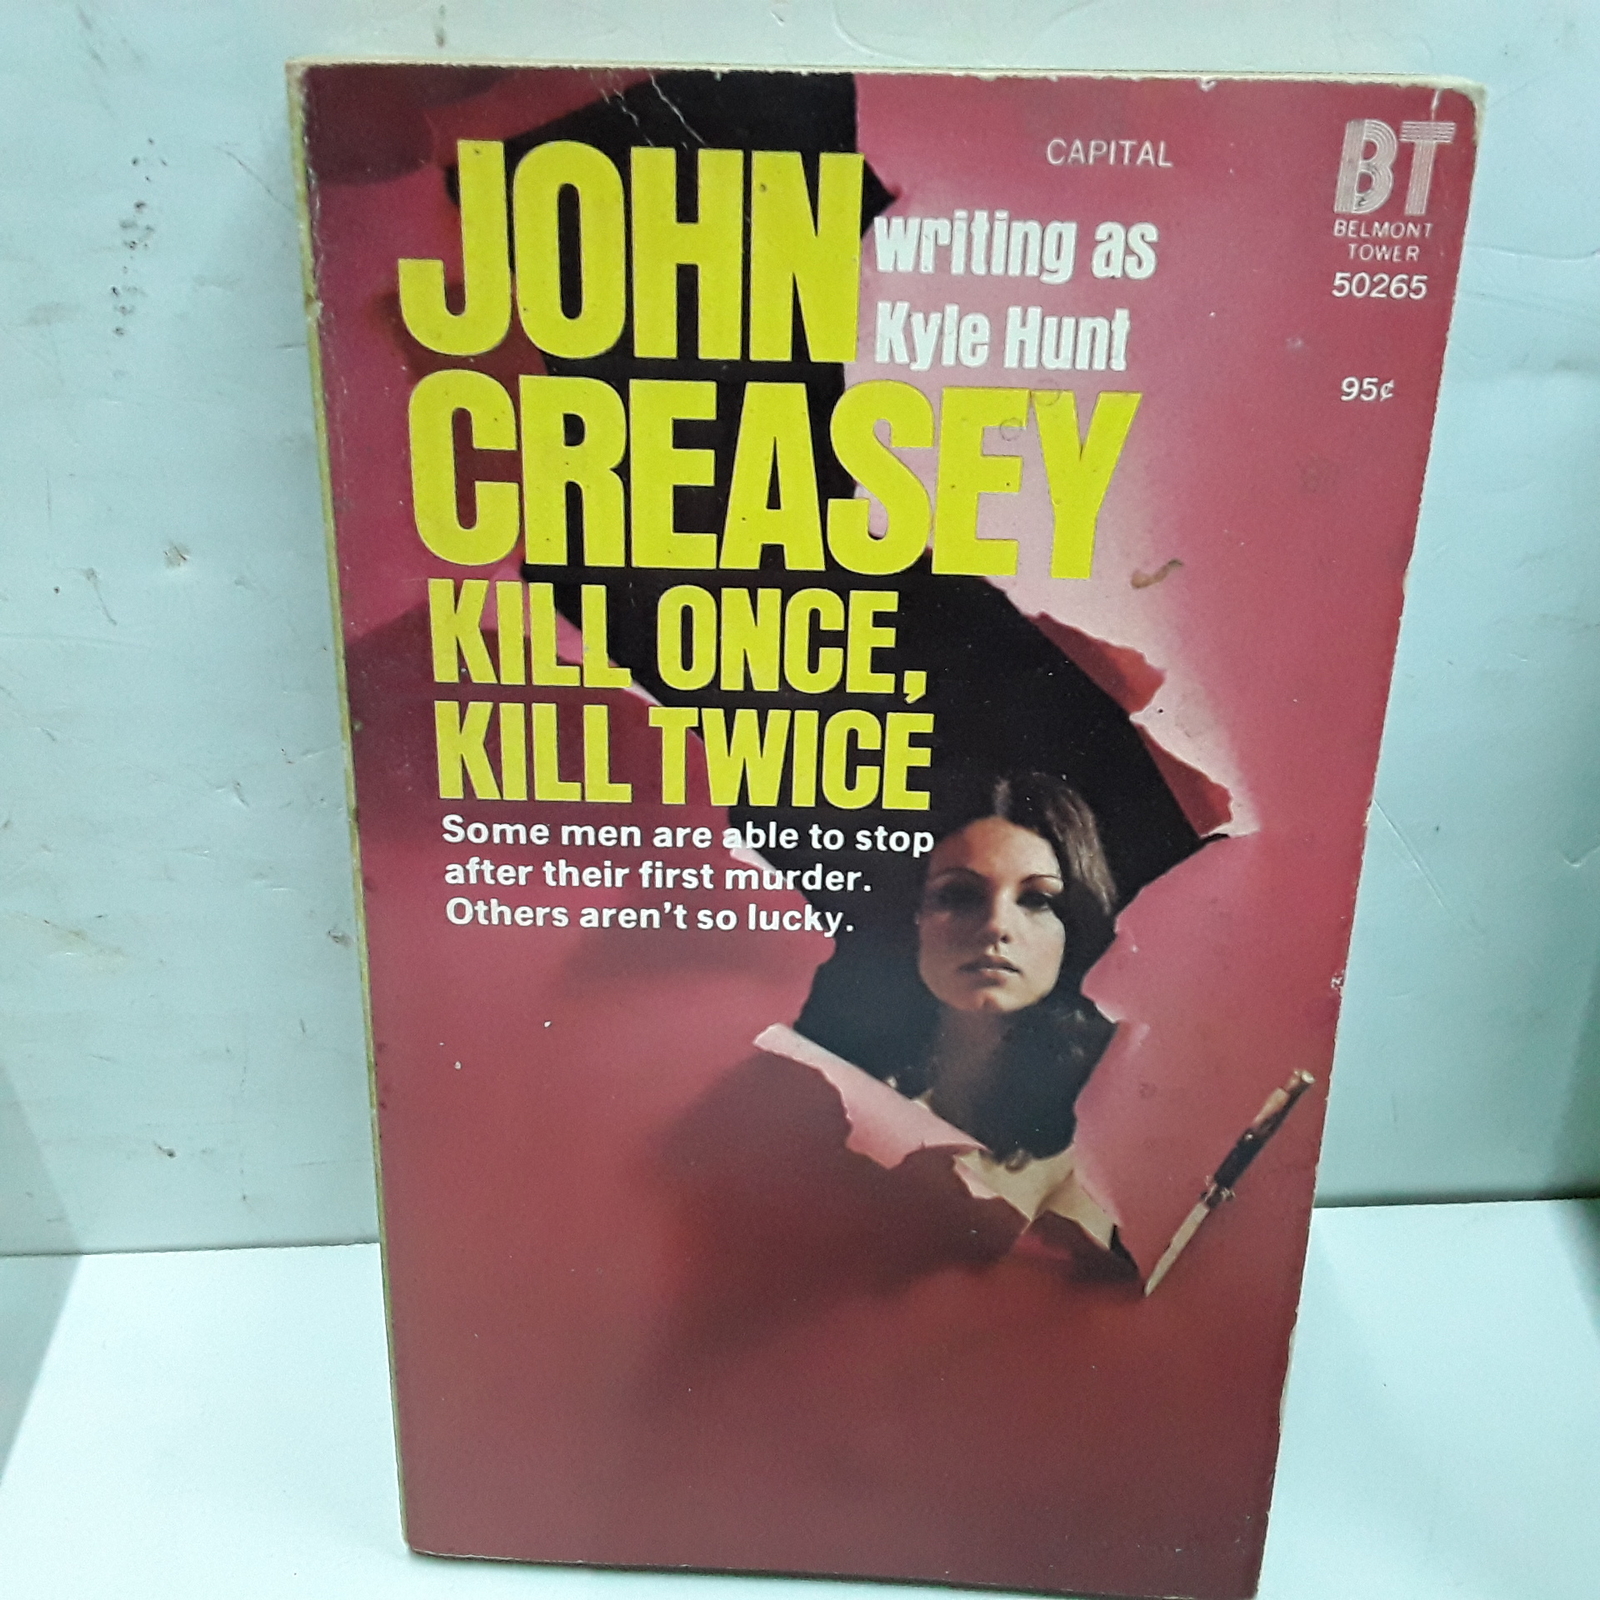 CAPITAL
BT
BELMONT
TOWER
50265
95¢
JOHN
writing as
Kyle Hunt
CREASEY
KILL ONCE,
KILL TWICE
Some men are able to stop
after their first murder.
Others aren't so lucky.